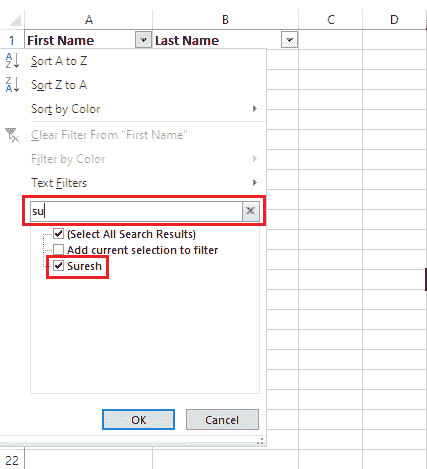 A B C D
1 First Name Last Name
Sort A to Z
Sort Z to A
Sort by Color
Clear Filter From "First Name"
Filter by Color
Text Filters
su
(Select All Search Results)
Add current selection to filter
Suresh
OK Cancel
22